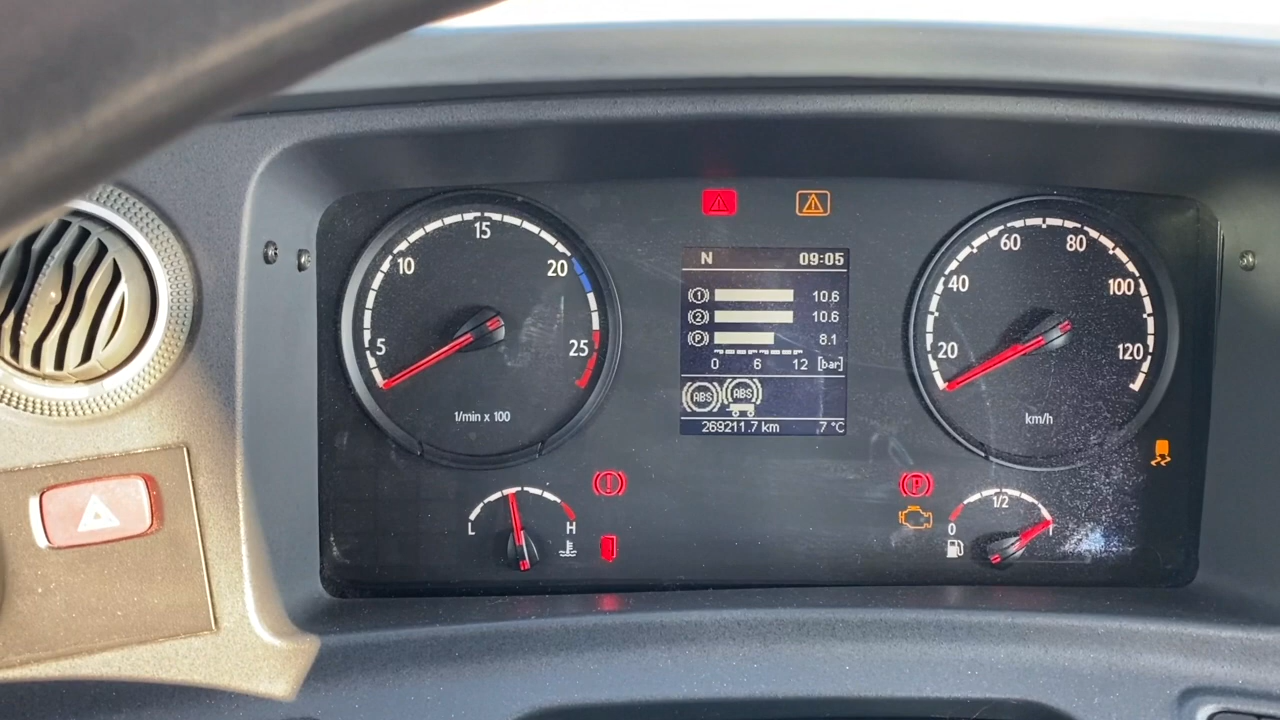 N 09:05
(1) 10.6
(2) 10.6
(P) 8.1
0 6 12 [bar]
ABS ABS
269211.7 km 7 °C
5 10 15 20 25
1/min x 100
20 40 60 80 100 120
km/h
L H
P
0 1/2 1